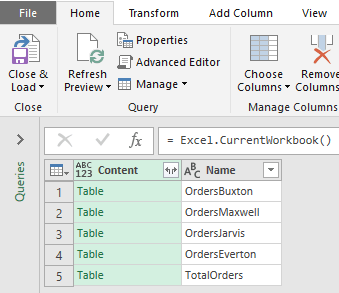 File Home Transform Add Column View
Close & Load Refresh Preview Properties Advanced Editor Manage Choose Columns Remove Columns
Close Query Manage Columns
= Excel.CurrentWorkbook()
Queries
ABC 123 Content ABC Name
1 Table OrdersBuxton
2 Table OrdersMaxwell
3 Table OrdersJarvis
4 Table OrdersEverton
5 Table TotalOrders